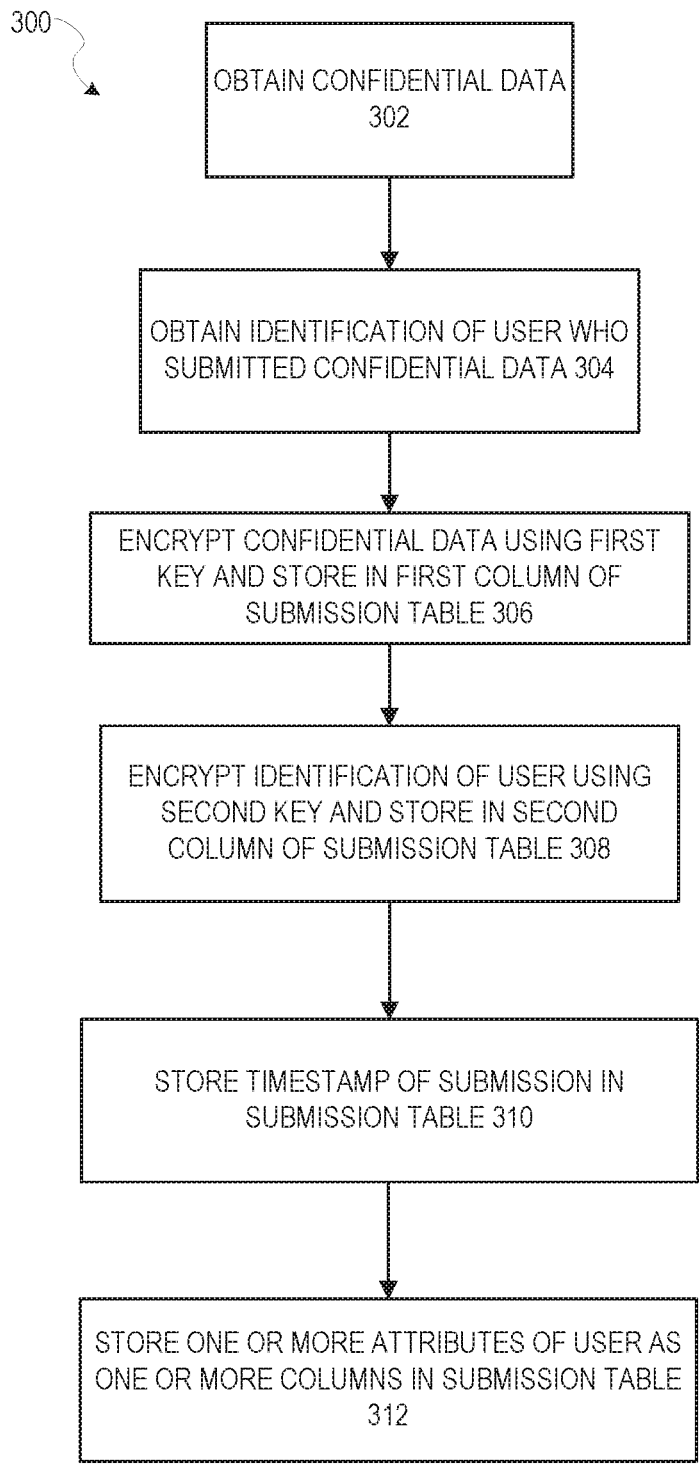 300
OBTAIN CONFIDENTIAL DATA
302
OBTAIN IDENTIFICATION OF USER WHO
SUBMITTED CONFIDENTIAL DATA 304
ENCRYPT CONFIDENTIAL DATA USING FIRST
KEY AND STORE IN FIRST COLUMN OF
SUBMISSION TABLE 306
ENCRYPT IDENTIFICATION OF USER USING
SECOND KEY AND STORE IN SECOND
COLUMN OF SUBMISSION TABLE 308
STORE TIMESTAMP OF SUBMISSION IN
SUBMISSION TABLE 310
STORE ONE OR MORE ATTRIBUTES OF USER AS
ONE OR MORE COLUMNS IN SUBMISSION TABLE
312